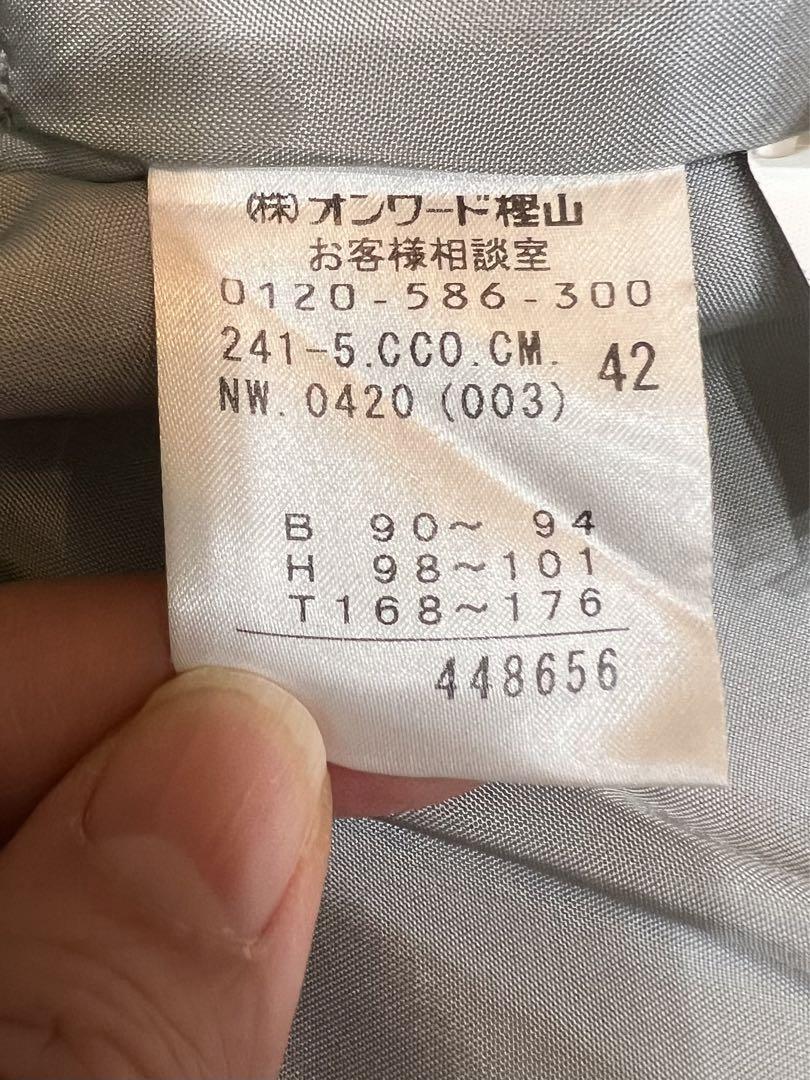 (株)オンワード樫山
お客様相談室
0120-586-300
241-5.CCO.CM. 42
NW. 0420 (003)
B 90～ 94
H 98～101
T168～176
448656